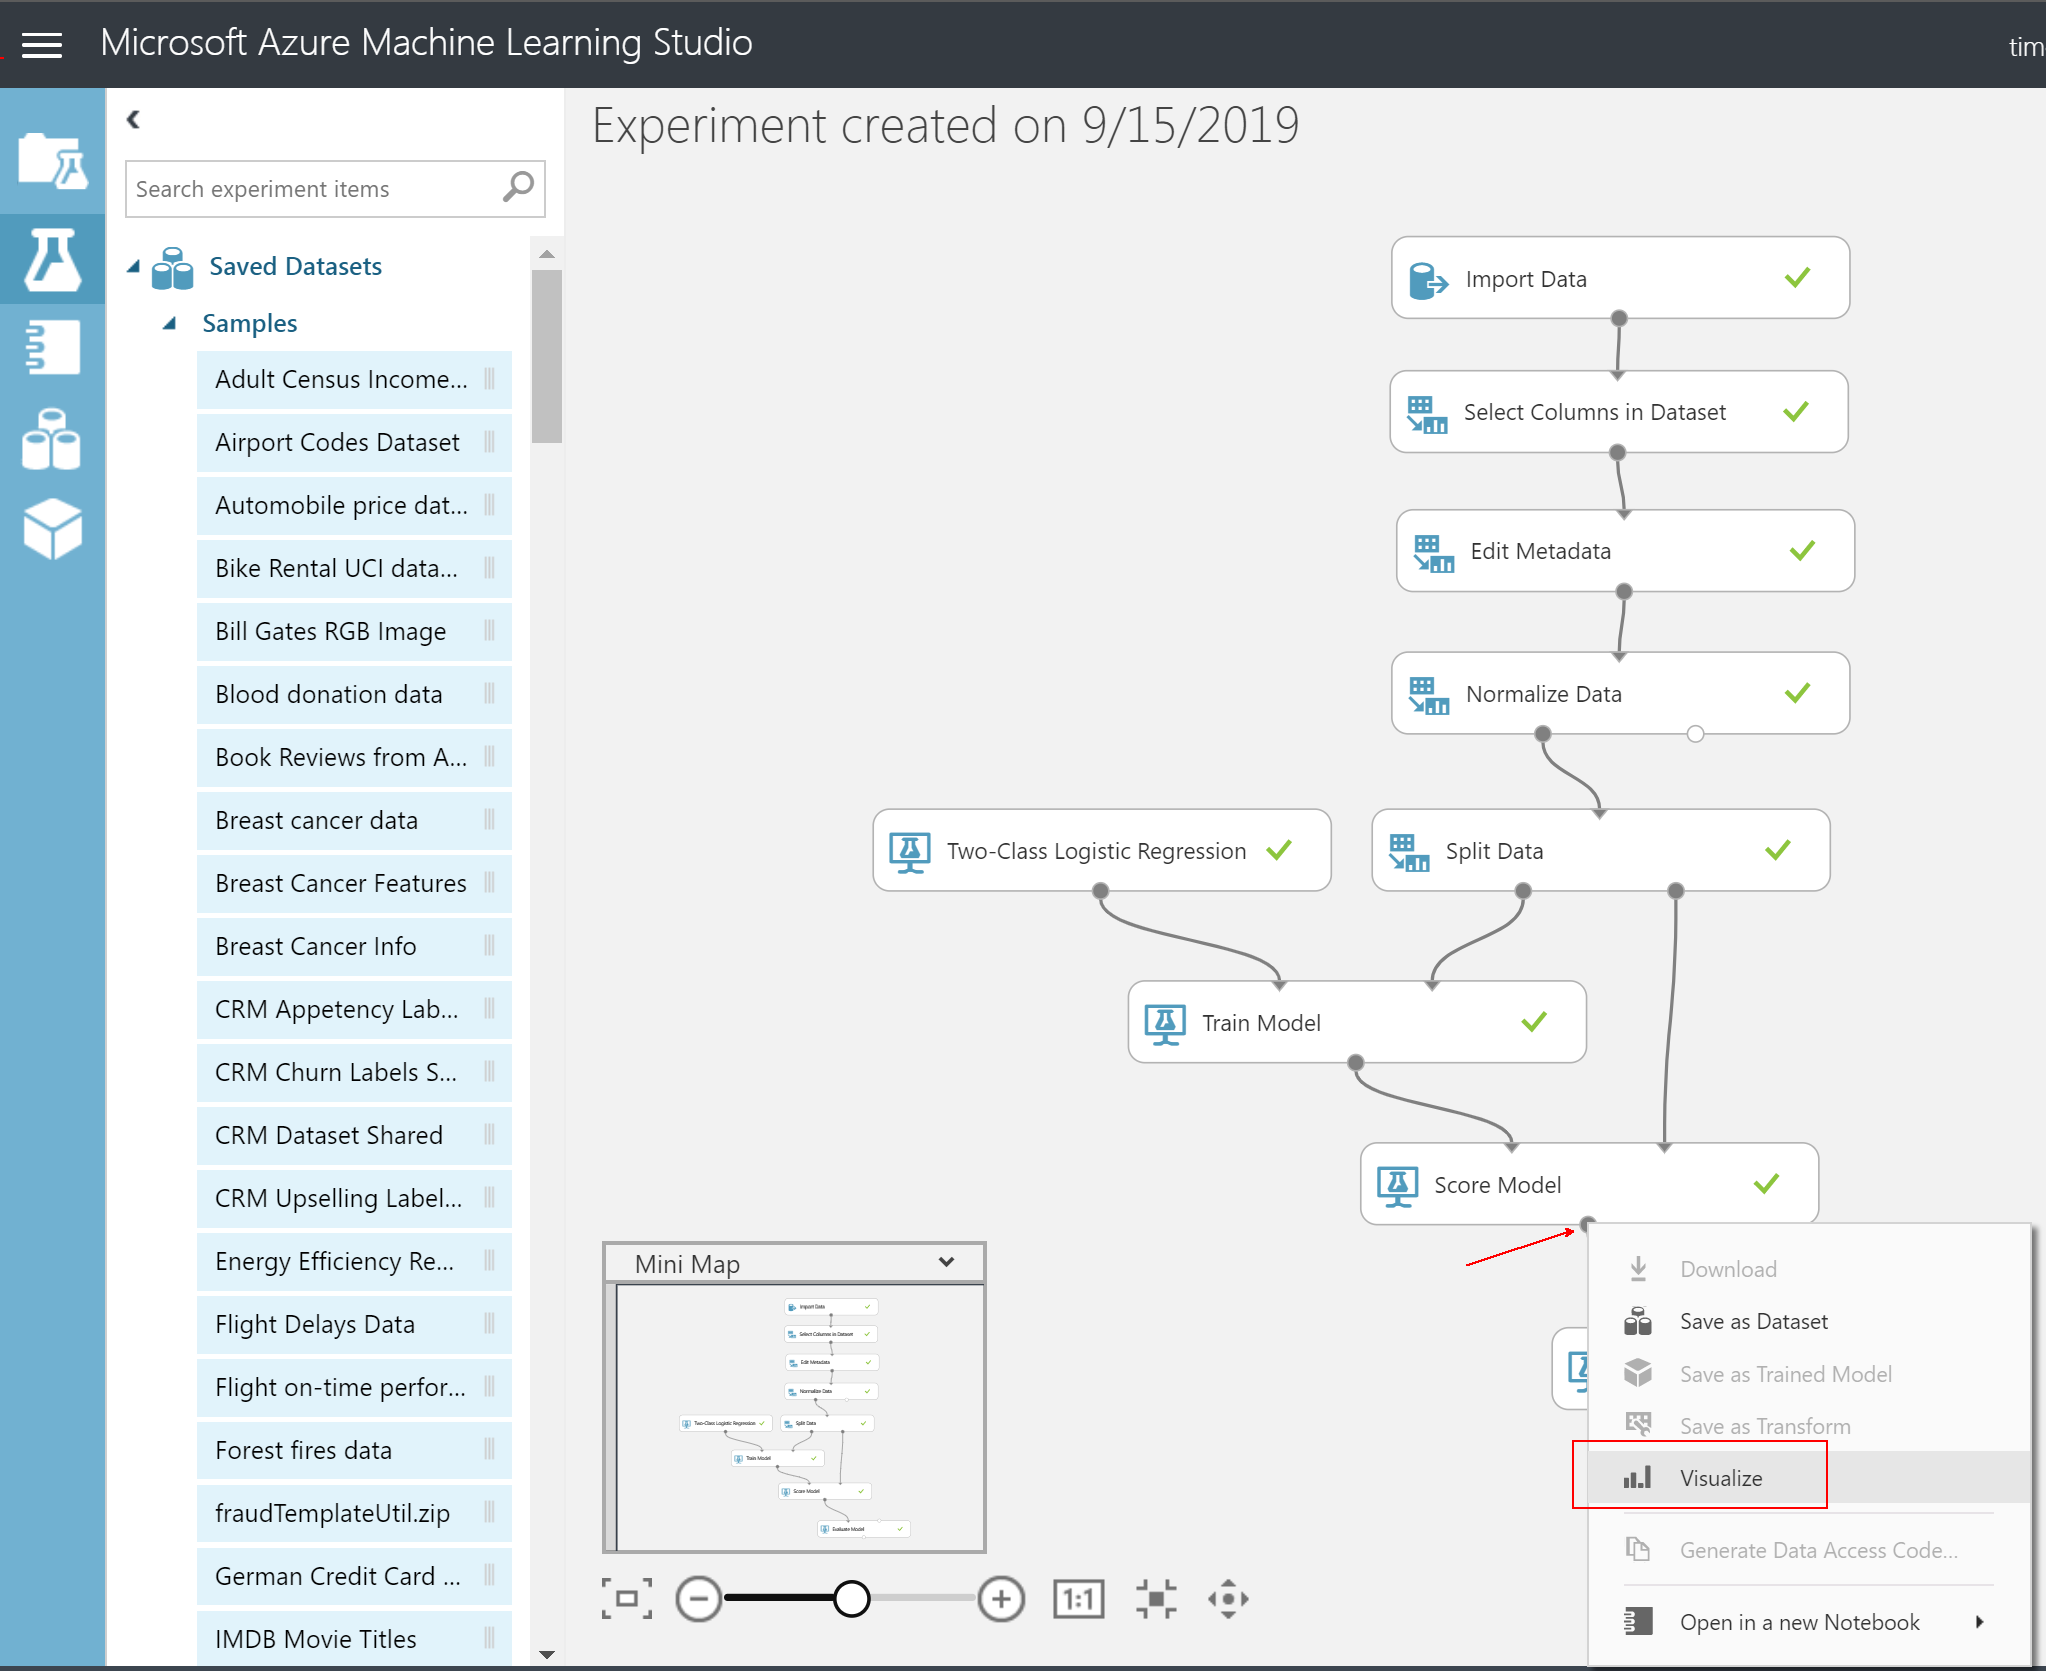 Microsoft Azure Machine Learning Studio
tim
Experiment created on 9/15/2019
Search experiment items
Saved Datasets
Samples
Adult Census Income...
Airport Codes Dataset
Automobile price dat...
Bike Rental UCI data...
Bill Gates RGB Image
Blood donation data
Book Reviews from A...
Breast cancer data
Breast Cancer Features
Breast Cancer Info
CRM Appetency Lab...
CRM Churn Labels S...
CRM Dataset Shared
CRM Upselling Label...
Energy Efficiency Re...
Flight Delays Data
Flight on-time perfor...
Forest fires data
fraudTemplateUtil.zip
German Credit Card ...
IMDB Movie Titles
Import Data
Select Columns in Dataset
Edit Metadata
Normalize Data
Two-Class Logistic Regression
Split Data
Train Model
Score Model
Mini Map
Import Data
Select Columns in Dataset
Edit Metadata
Normalize Data
Two-Class Logistic Regression
Split Data
Train Model
Score Model
Evaluate Model
1:1
Download
Save as Dataset
Save as Trained Model
Save as Transform
Visualize
Generate Data Access Code...
Open in a new Notebook